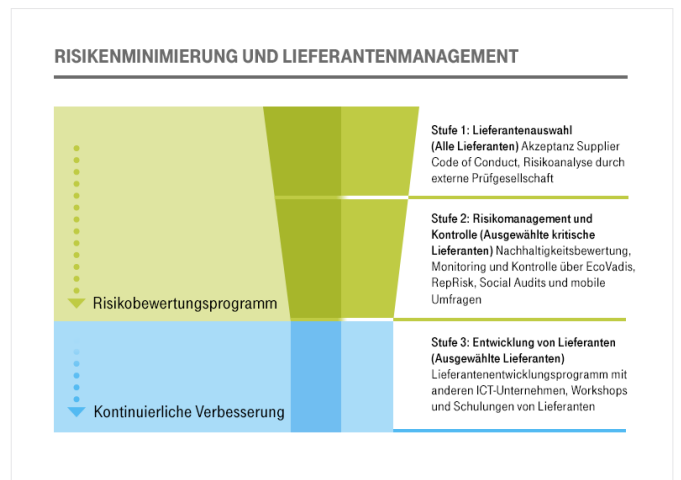 RISIKENMINIMIERUNG UND LIEFERANTENMANAGEMENT
Stufe 1: Lieferantenauswahl
(Alle Lieferanten) Akzeptanz Supplier
Code of Conduct, Risikoanalyse durch
externe Prüfgesellschaft
Stufe 2: Risikomanagement und
Kontrolle (Ausgewählte kritische
Lieferanten) Nachhaltigkeitsbewertung,
Monitoring und Kontrolle über EcoVadis,
RepRisk, Social Audits und mobile
Umfragen
Risikobewertungsprogramm
Stufe 3: Entwicklung von Lieferanten
(Ausgewählte Lieferanten)
Lieferantenentwicklungsprogramm mit
anderen ICT-Unternehmen, Workshops
und Schulungen von Lieferanten
Kontinuierliche Verbesserung